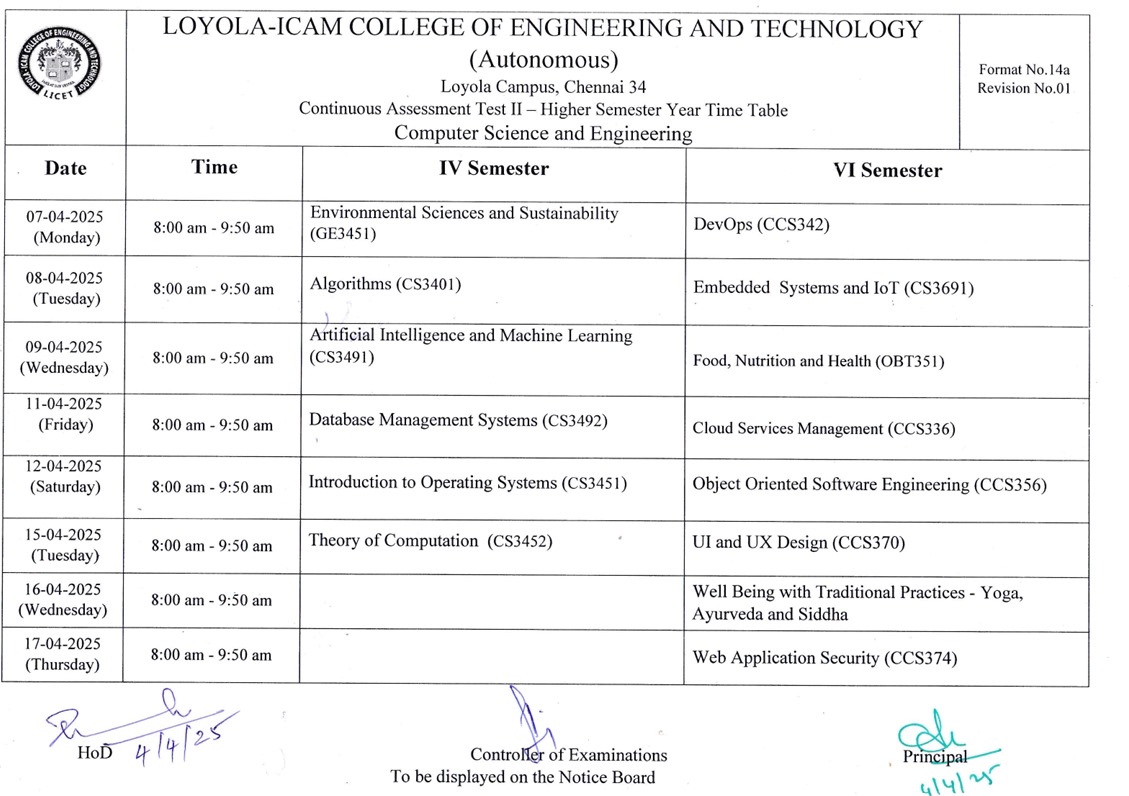 LOYOLA-ICAM COLLEGE OF ENGINEERING AND TECHNOLOGY
(Autonomous)
Loyola Campus, Chennai 34
Continuous Assessment Test II – Higher Semester Year Time Table
Computer Science and Engineering
LOYOLA-ICAM COLLEGE OF ENGINEERING AND TECHNOLOGY
LICET
Format No.14a
Revision No.01
Date Time IV Semester VI Semester
07-04-2025
(Monday)
8:00 am - 9:50 am
Environmental Sciences and Sustainability
(GE3451)
DevOps (CCS342)
08-04-2025
(Tuesday)
8:00 am - 9:50 am
Algorithms (CS3401)
Embedded  Systems and IoT (CS3691)
09-04-2025
(Wednesday)
8:00 am - 9:50 am
Artificial Intelligence and Machine Learning
(CS3491)
Food, Nutrition and Health (OBT351)
11-04-2025
(Friday)
8:00 am - 9:50 am
Database Management Systems (CS3492)
Cloud Services Management (CCS336)
12-04-2025
(Saturday)
8:00 am - 9:50 am
Introduction to Operating Systems (CS3451)
Object Oriented Software Engineering (CCS356)
15-04-2025
(Tuesday)
8:00 am - 9:50 am
Theory of Computation  (CS3452)
UI and UX Design (CCS370)
16-04-2025
(Wednesday)
8:00 am - 9:50 am
Well Being with Traditional Practices - Yoga,
Ayurveda and Siddha
17-04-2025
(Thursday)
8:00 am - 9:50 am
Web Application Security (CCS374)
HoD 4/4/25
Controller of Examinations
To be displayed on the Notice Board
Principal
4/4/25